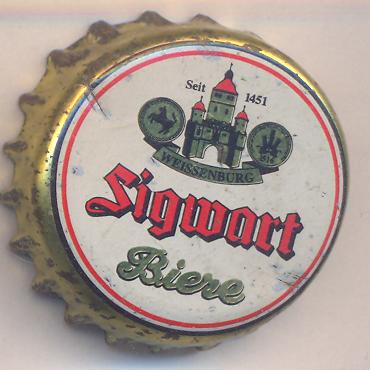 Seit 1451
WEISSENBURG
Sigwart
Biere